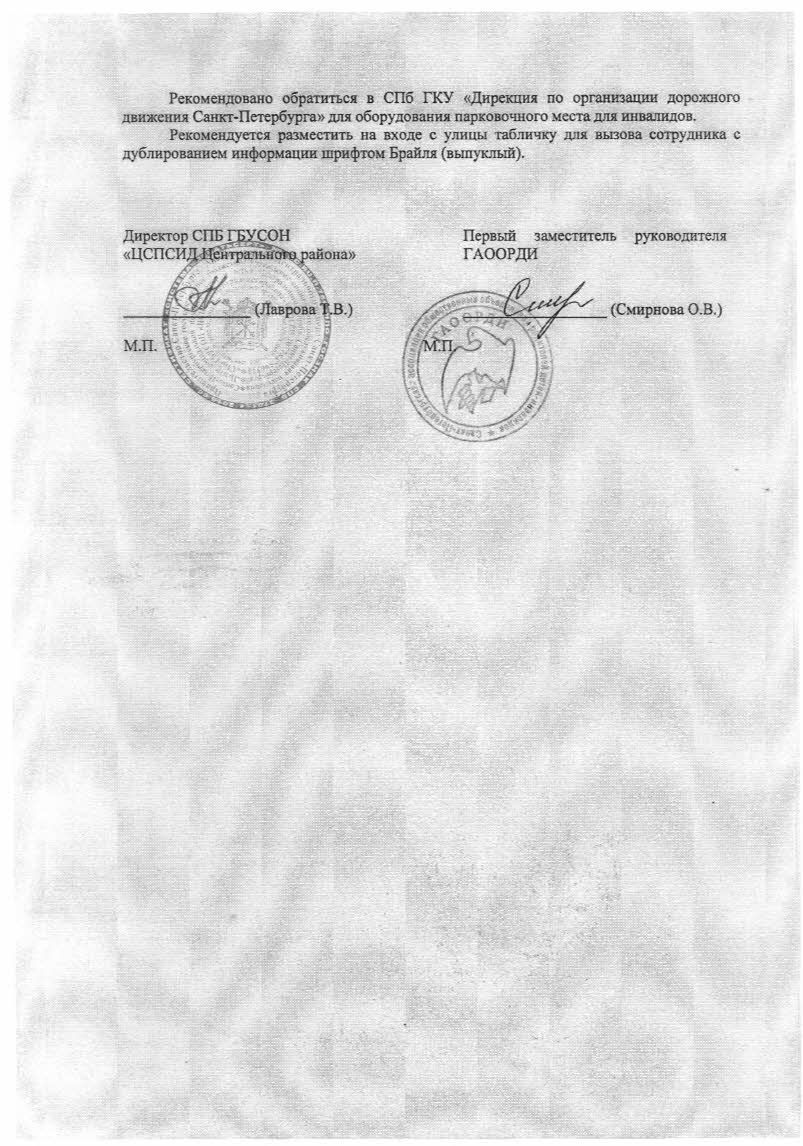 Рекомендовано обратиться в СПб ГКУ «Дирекция по организации дорожного
движения Санкт-Петербурга» для оборудования парковочного места для инвалидов.
Рекомендуется разместить на входе с улицы табличку для вызова сотрудника с
дублированием информации шрифтом Брайля (выпуклый).
Директор СПБ ГБУСОН
«ЦСПСИД Центрального района»
(Лаврова Т.В.)
М.П.
Первый заместитель руководителя
ГАООРДИ
(Смирнова О.В.)
М.П.
ГАООРДИ